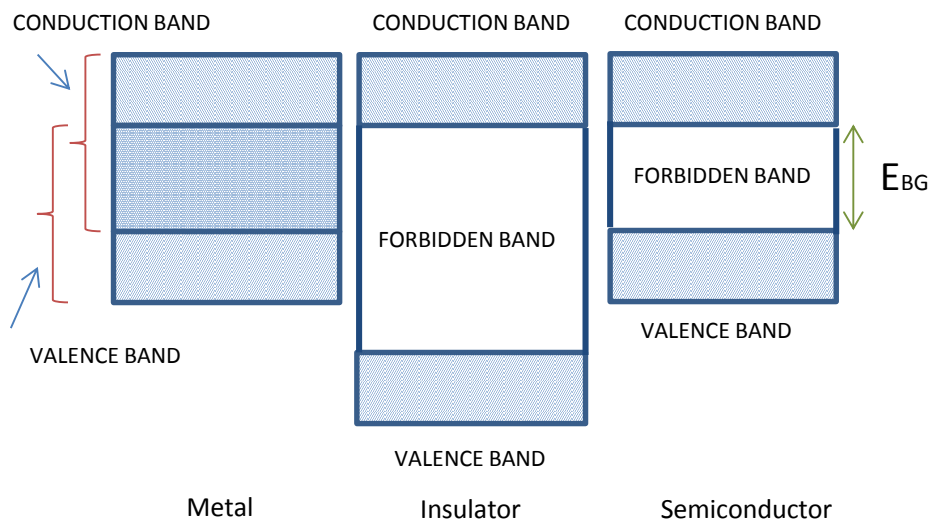 CONDUCTION BAND
CONDUCTION BAND
CONDUCTION BAND
FORBIDDEN BAND
EBG
FORBIDDEN BAND
VALENCE BAND
VALENCE BAND
VALENCE BAND
Metal
Insulator
Semiconductor